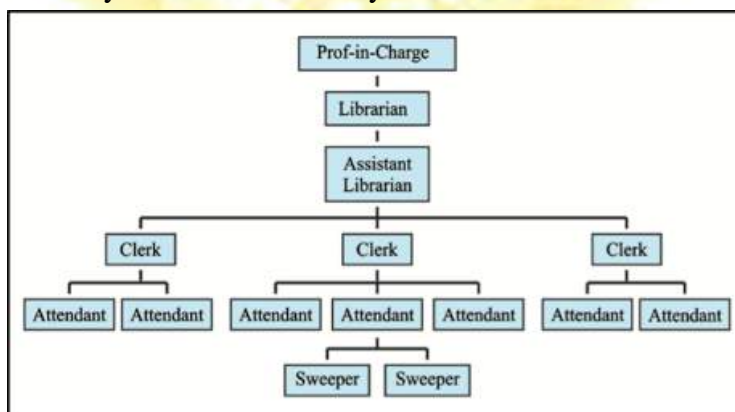 Prof-in-Charge
Librarian
Assistant
Librarian
Clerk Clerk Clerk
Attendant Attendant Attendant Attendant Attendant Attendant Attendant
Sweeper Sweeper